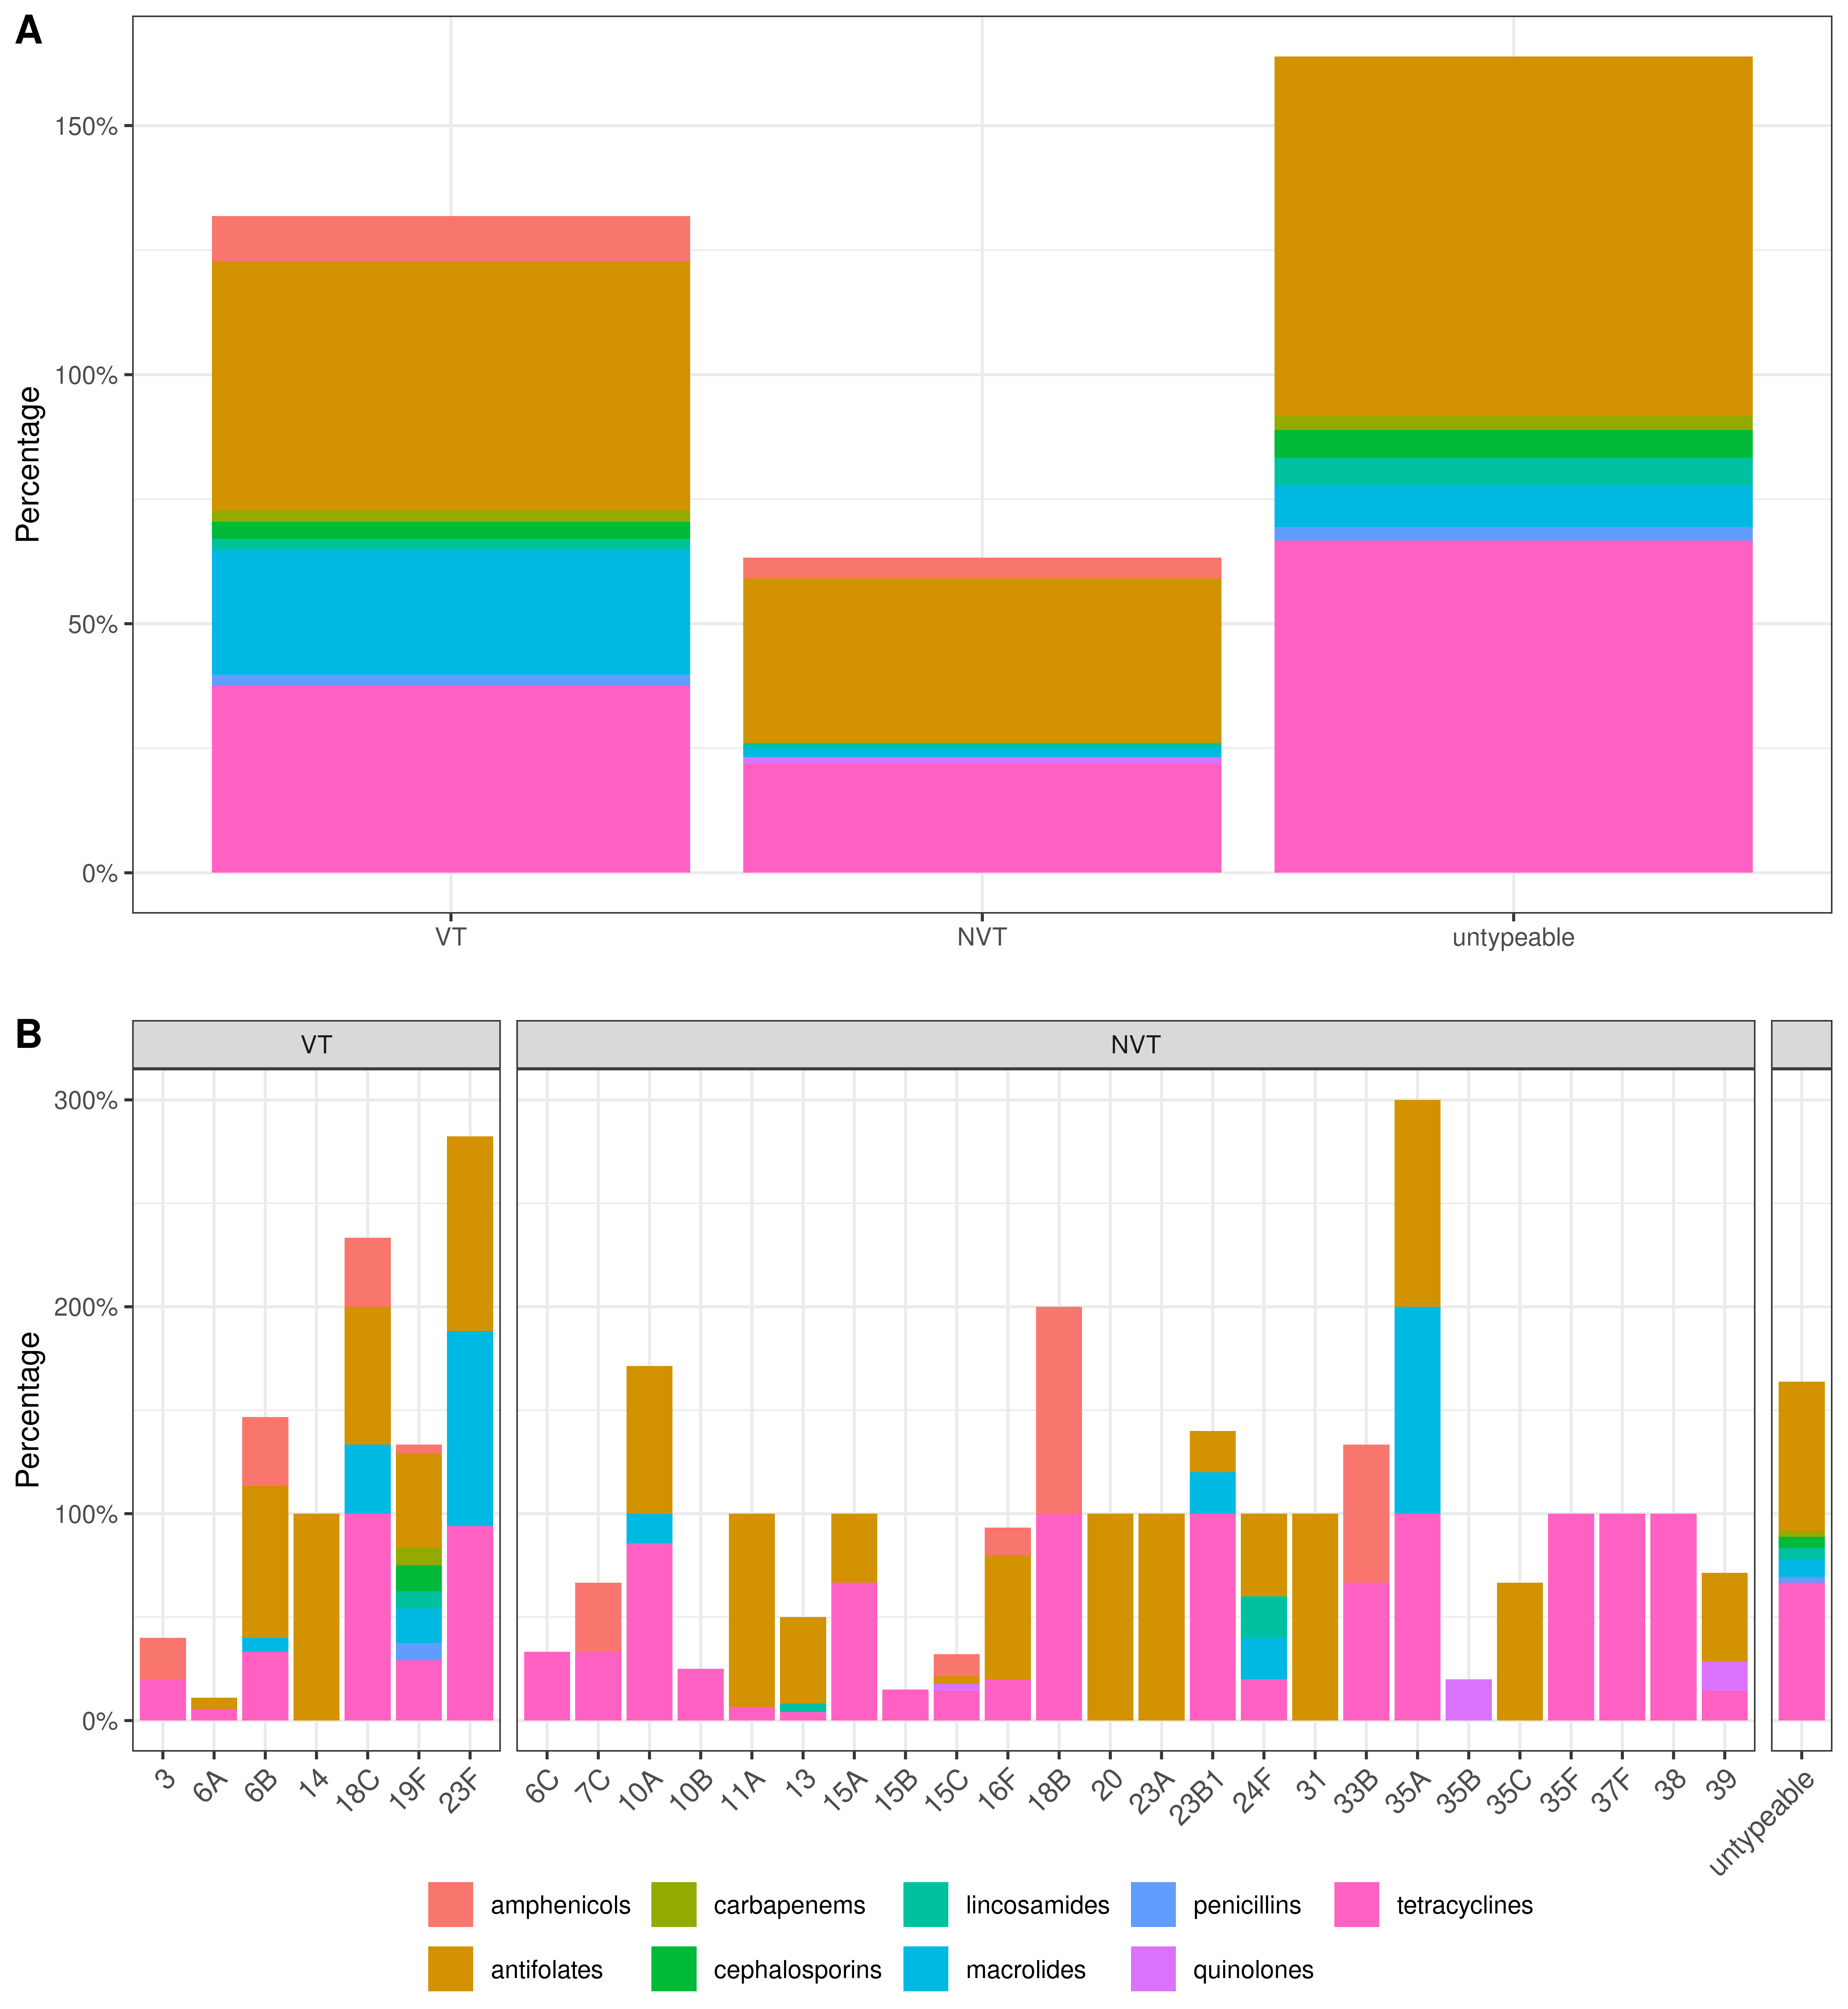 A
Percentage
150%
100%
50%
0%
VT NVT untypeable
B
VT NVT
Percentage
300%
200%
100%
0%
3 6A 6B 14 18C 19F 23F 6C 7C 10A 10B 11A 13 15A 15B 15C 16F 18B 20 23A 23B1 24F 31 33B 35A 35B 35C 35F 37F 38 39 untypeable
amphenicols carbapenems lincosamides penicillins tetracyclines
antifolates cephalosporins macrolides quinolones